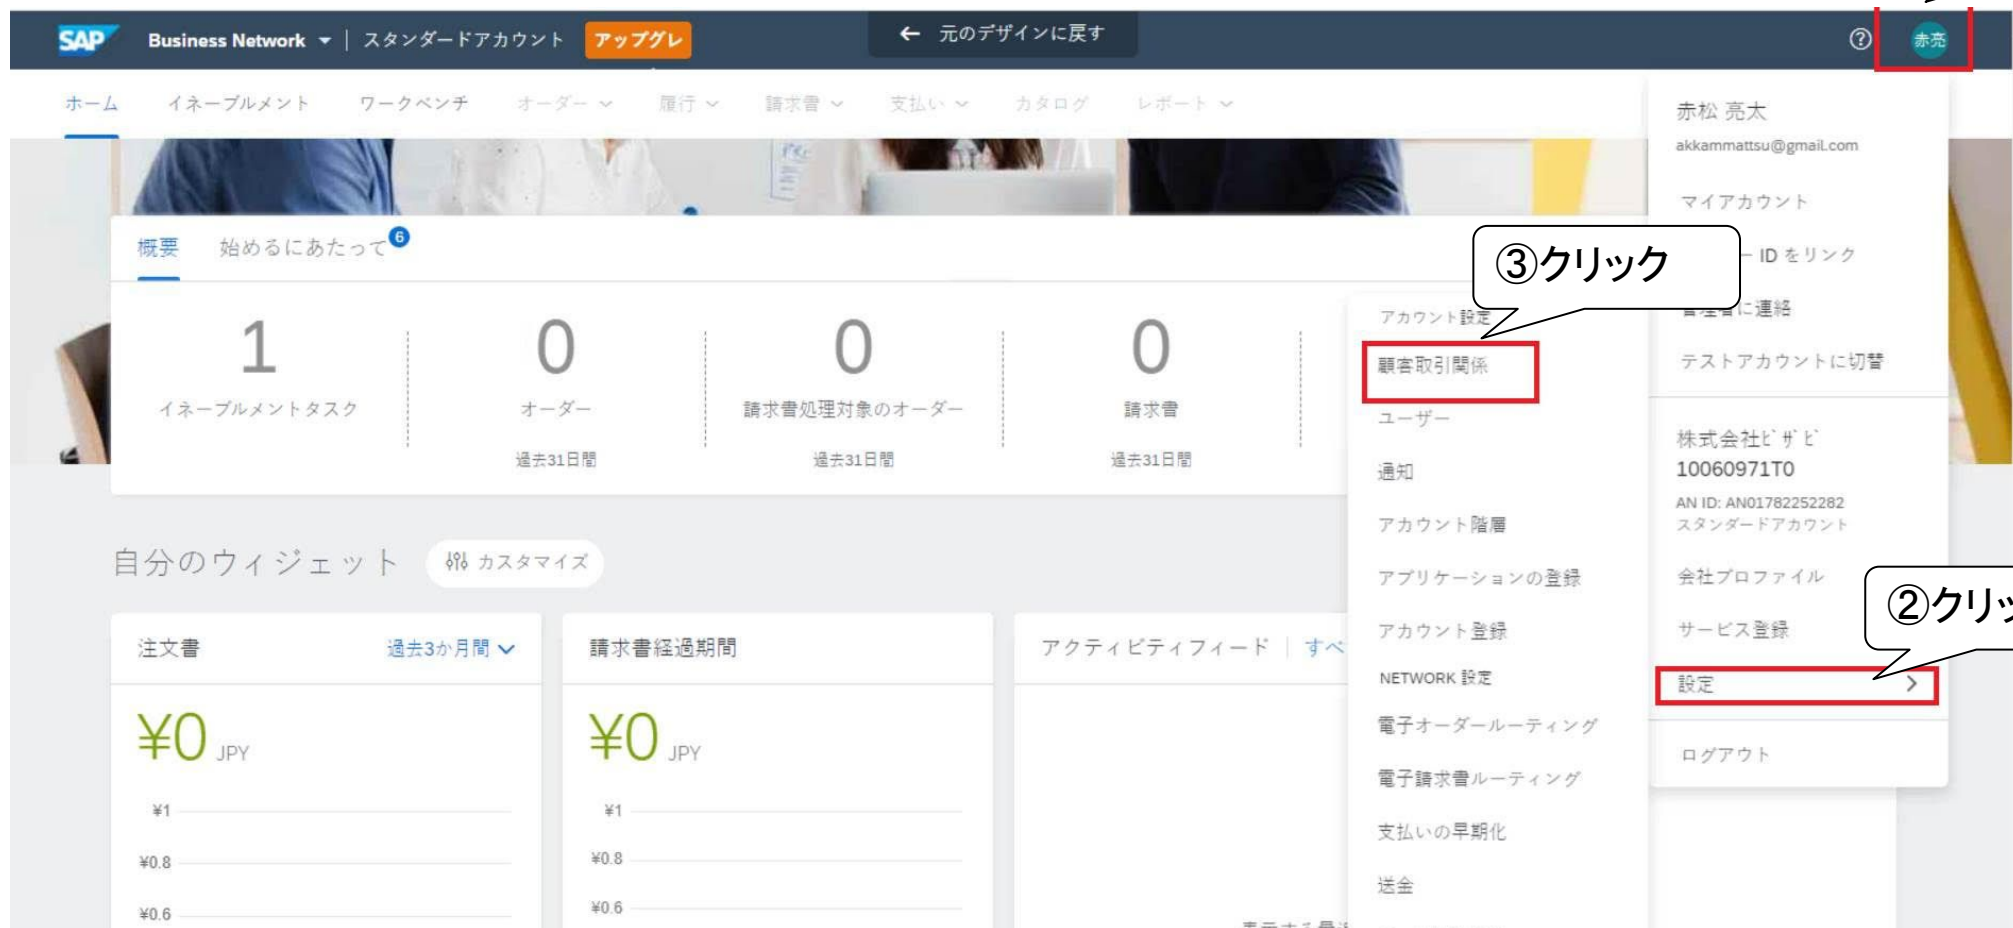 SAP Business Network スタンダードアカウント アップグレ ← 元のデザインに戻す 赤亮
ホーム イネーブルメント ワークベンチ オーダー 履行 請求書 支払い カタログ レポート
赤松 亮太
akkammattsu@gmail.com
マイアカウント
ID をリンク
管理者に連絡
テストアカウントに切替
株式会社ﾋﾞｻﾞﾋﾞ
10060971T0
AN ID: AN01782252282
スタンダードアカウント
会社プロファイル
②クリッ
サービス登録
設定
ログアウト
③クリック
アカウント設定
顧客取引関係
ユーザー
通知
アカウント階層
アプリケーションの登録
アカウント登録
NETWORK 設定
電子オーダールーティング
電子請求書ルーティング
支払いの早期化
送金
概要 始めるにあたって 6
1 0 0 0
イネーブルメントタスク オーダー 請求書処理対象のオーダー 請求書
過去31日間 過去31日間 過去31日間
自分のウィジェット カスタマイズ
注文書 過去3か月間
¥0 JPY
¥1
¥0.8
¥0.6
請求書経過期間
¥0 JPY
¥1
¥0.8
¥0.6
アクティビティフィード | すべ